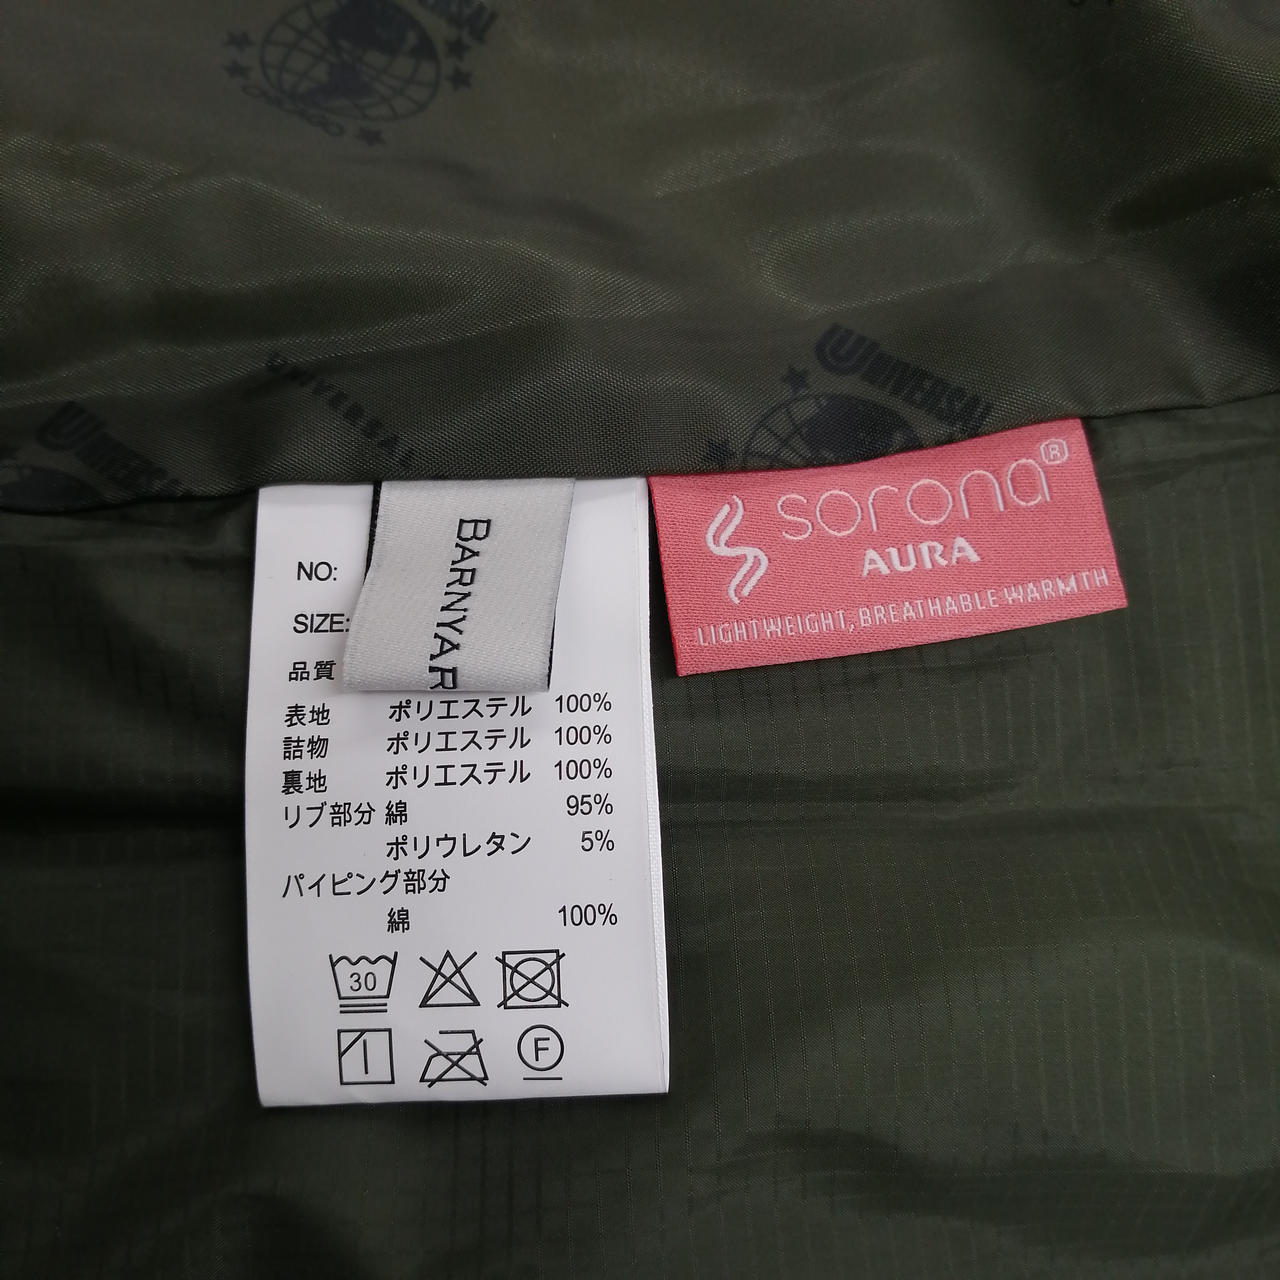 UNIVERSAL
UNIVERSAL
UNIVERSAL
BARNYAR
sorona®
AURA
LIGHTWEIGHT, BREATHABLE WARMTH
NO:
SIZE:
品質
表地 ポリエステル 100%
詰物 ポリエステル 100%
裏地 ポリエステル 100%
リブ部分 綿 95%
ポリウレタン 5%
パイピング部分
綿 100%
30
F